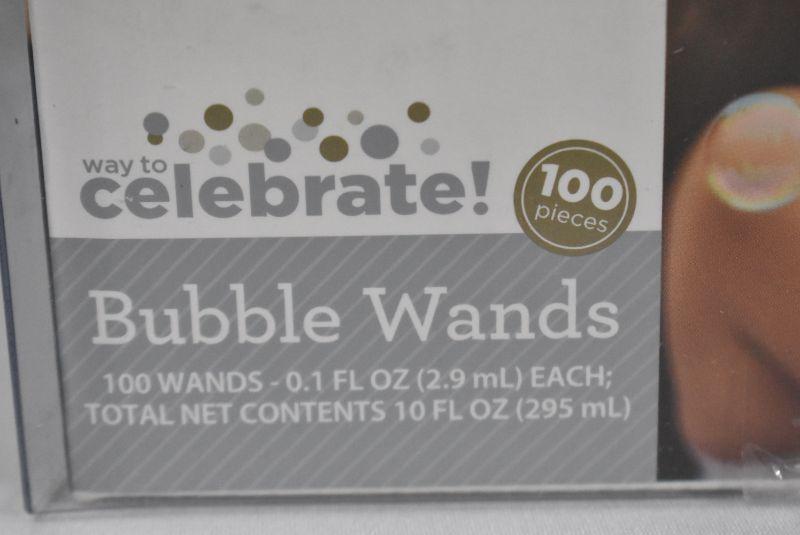 way to
celebrate!
100
pieces
Bubble Wands
100 WANDS - 0.1 FL OZ (2.9 mL) EACH;
TOTAL NET CONTENTS 10 FL OZ (295 mL)